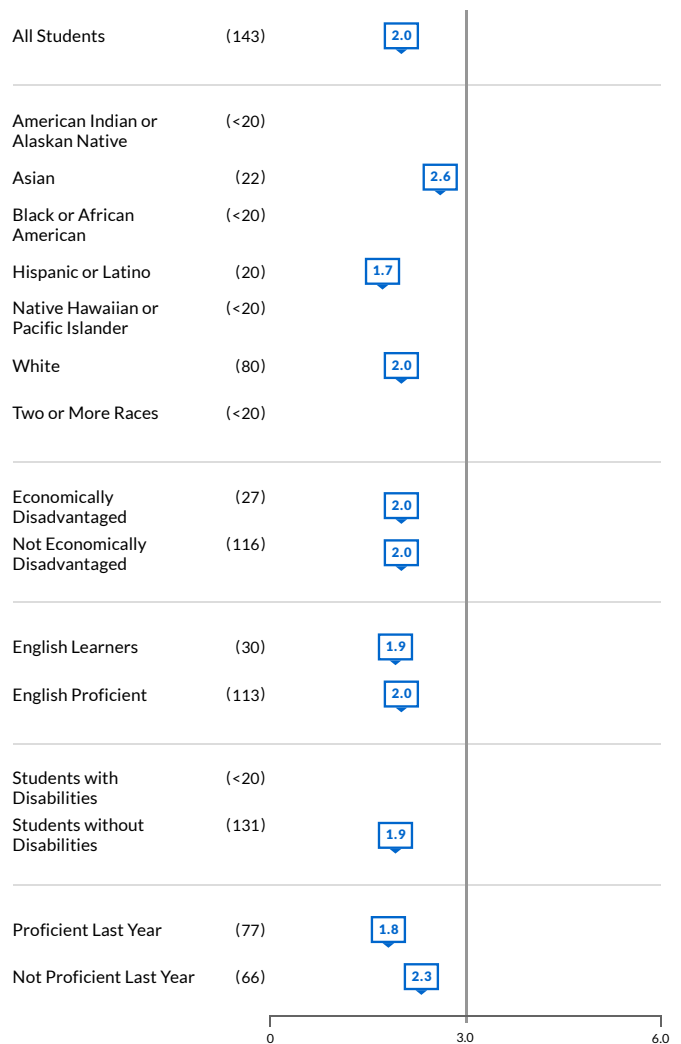 All Students (143) 2.0
American Indian or (<20)
Alaskan Native
Asian (22) 2.6
Black or African (<20)
American
Hispanic or Latino (20) 1.7
Native Hawaiian or (<20)
Pacific Islander
White (80) 2.0
Two or More Races (<20)
Economically (27) 2.0
Disadvantaged
Not Economically (116) 2.0
Disadvantaged
English Learners (30) 1.9
English Proficient (113) 2.0
Students with (<20)
Disabilities
Students without (131) 1.9
Disabilities
Proficient Last Year (77) 1.8
Not Proficient Last Year (66) 2.3
0 3.0 6.0